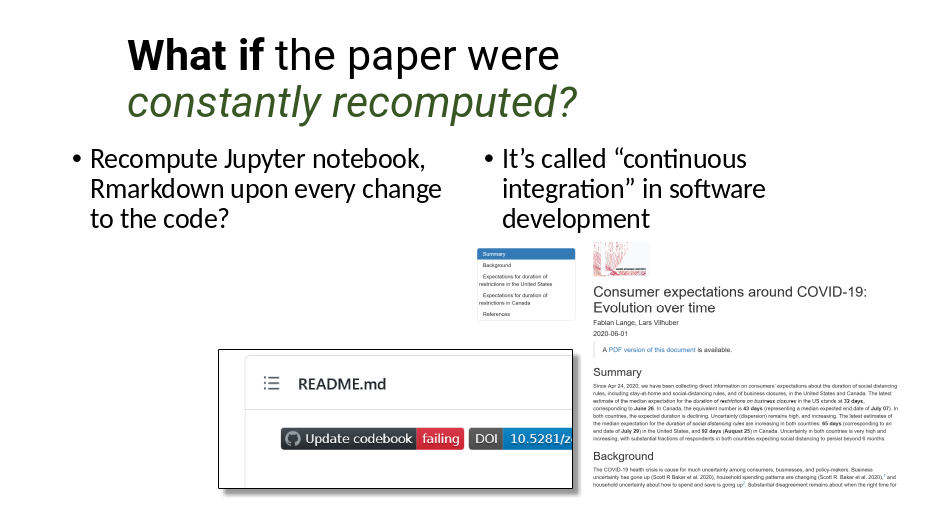 What if the paper were
constantly recomputed?
• Recompute Jupyter notebook,
Rmarkdown upon every change
to the code?
• It’s called “continuous
integration” in software
development
Summary
Background
Expectations for duration of
restrictions in the United States
Expectations for duration of
restrictions in Canada
References
README.md
Update codebook failing DOI 10.5281/z
Consumer expectations around COVID-19:
Evolution over time
Fabian Lange, Lars Vilhuber
2020-06-01
A PDF version of this document is available.
Summary
Since Apr 24, 2020, we have been collecting direct information on consumers' expectations about the duration of social distancing
rules, including stay-at-home and social-distancing rules, and of business closures, in the United States and Canada. The latest
estimate of the median expectation for the duration of restrictions on business closures in the US stands at 32 days,
corresponding to June 26. In Canada, the equivalent number is 43 days (representing a median expected end date of July 07). In
both countries, the expected duration is declining. Uncertainty (dispersion) remains high, and increasing. The latest estimates of
the median expectation for the duration of social distancing rules are increasing in both countries: 65 days (corresponding to an
end date of July 29) in the United States, and 92 days (August 25) in Canada. Uncertainty in both countries is very high and
increasing, with substantial fractions of respondents in both countries expecting social distancing to persist beyond 6 months.
Background
The COVID-19 health crisis is cause for much uncertainty among consumers, businesses, and policy-makers. Business
uncertainty has gone up (Scott R Baker et al. 2020), household spending patterns are changing (Scott R. Baker et al. 2020),¹ and
household uncertainty about how to spend and save is going up². Substantial disagreement remains about when the right time for